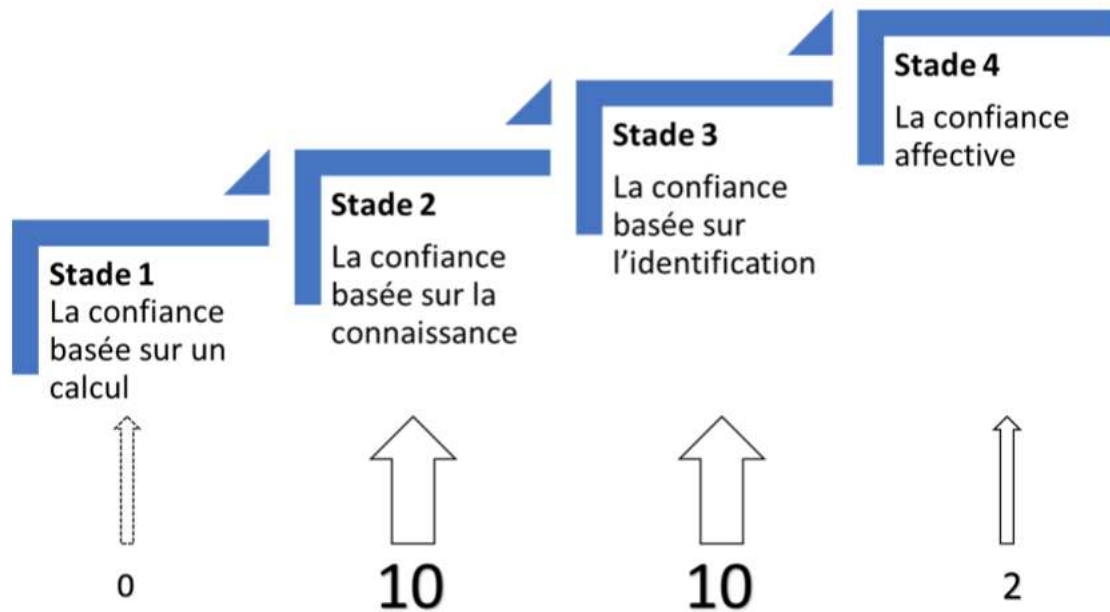 Stade 1
La confiance
basée sur un
calcul
Stade 2
La confiance
basée sur la
connaissance
Stade 3
La confiance
basée sur
l'identification
Stade 4
La confiance
affective
0
10
10
2